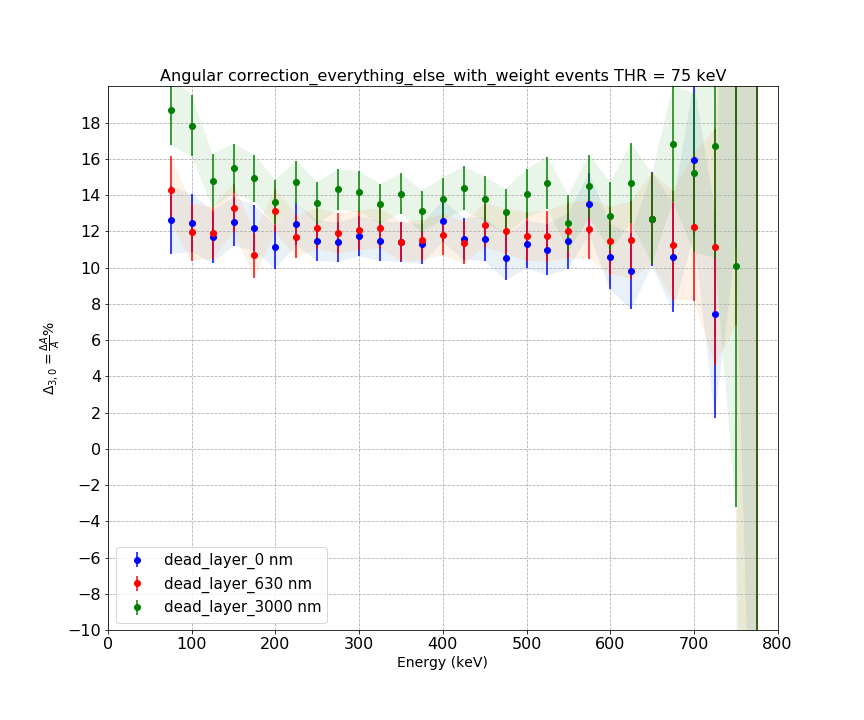 Angular correction_everything_else_with_weight events THR = 75 keV
Δ3, 0 = ΔA/A %
18
16
14
12
10
8
6
4
2
0
−2
−4
−6
−8
−10
dead_layer_0 nm
dead_layer_630 nm
dead_layer_3000 nm
0 100 200 300 400 500 600 700 800
Energy (keV)